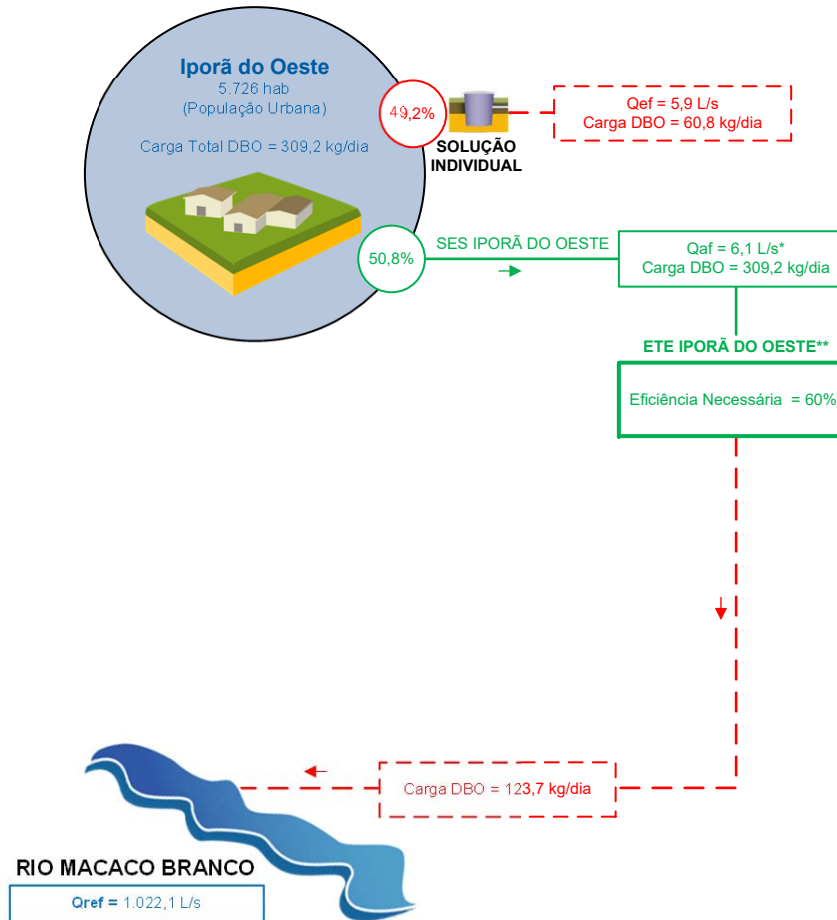 Iporã do Oeste
5.726 hab
(População Urbana)
Carga Total DBO = 309,2 kg/dia
49,2%
SOLUÇÃO
INDIVIDUAL
Qef = 5,9 L/s
Carga DBO = 60,8 kg/dia
50,8%
SES IPORÃ DO OESTE
Qaf = 6,1 L/s*
Carga DBO = 309,2 kg/dia
ETE IPORÃ DO OESTE**
Eficiência Necessária = 60%
Carga DBO = 123,7 kg/dia
RIO MACACO BRANCO
Qref = 1.022,1 L/s